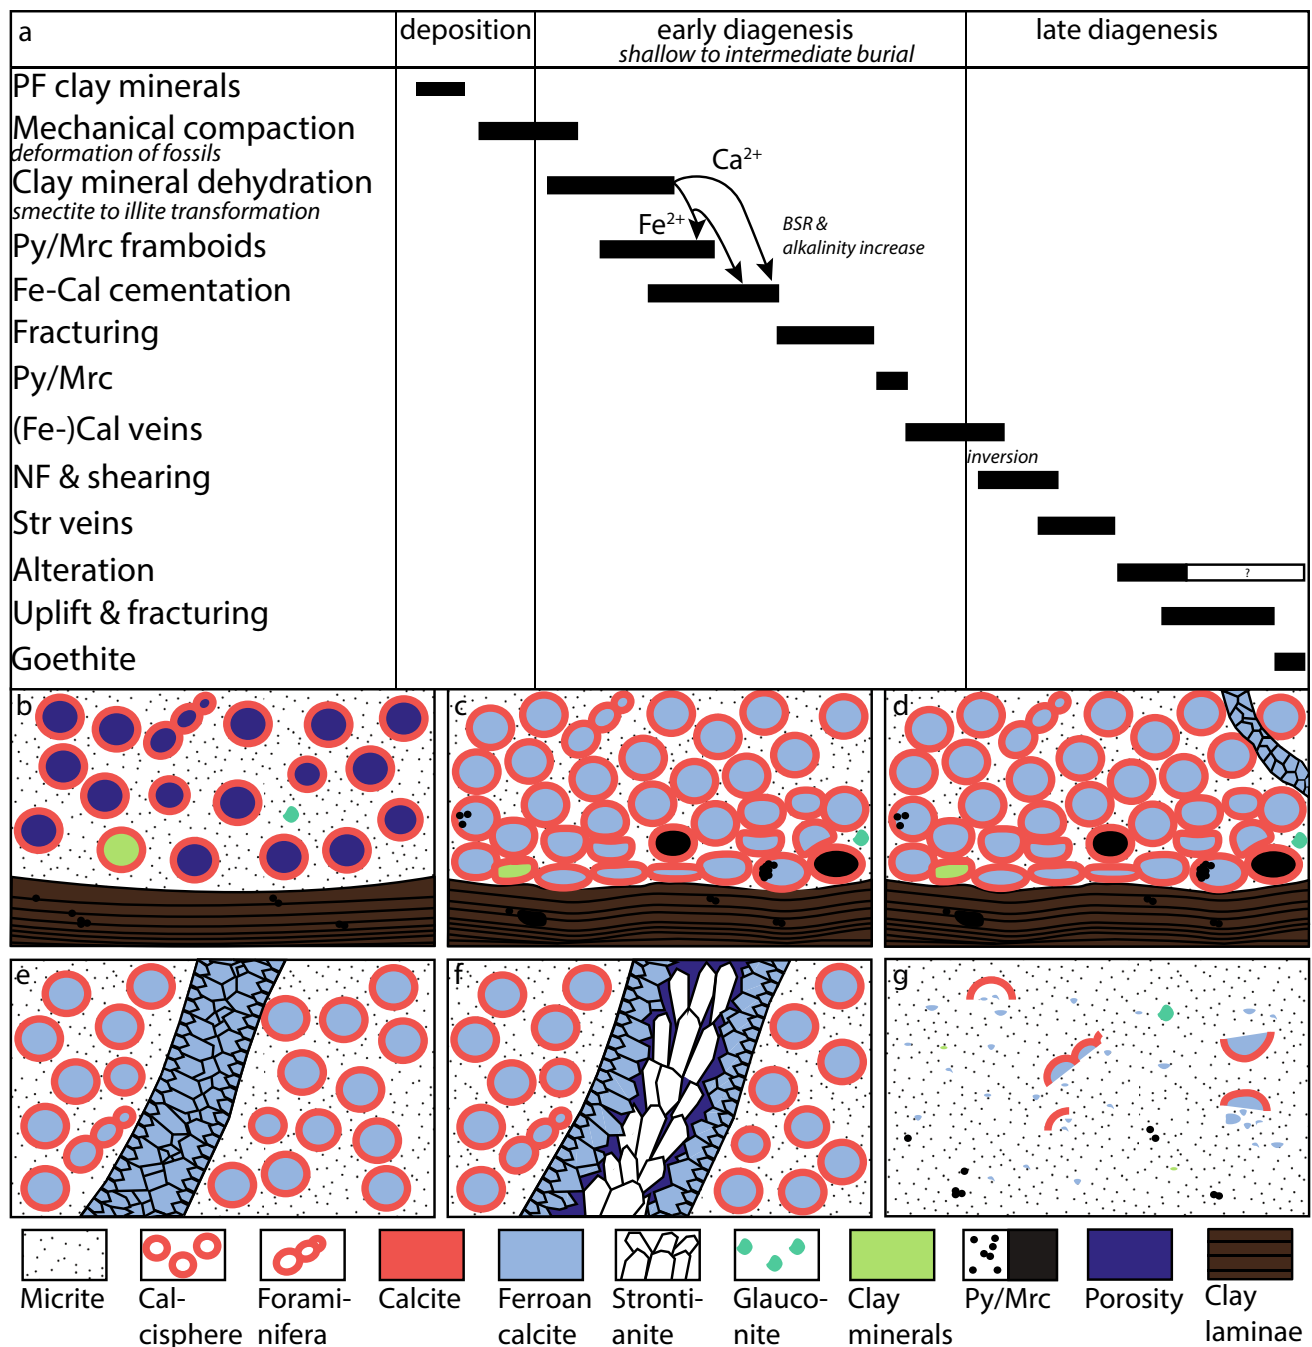 a
deposition
early diagenesis
shallow to intermediate burial
late diagenesis
PF clay minerals
Mechanical compaction
deformation of fossils
Clay mineral dehydration
smectite to illite transformation
Ca2+
Fe2+
BSR &
alkalinity increase
Py/Mrc framboids
Fe-Cal cementation
Fracturing
Py/Mrc
(Fe-)Cal veins
inversion
NF & shearing
Str veins
Alteration
?
Uplift & fracturing
Goethite
b
c
d
e
f
g
Micrite
Cal-
cisphere
Forami-
nifera
Calcite
Ferroan
calcite
Stronti-
anite
Glauco-
nite
Clay
minerals
Py/Mrc
Porosity
Clay
laminae